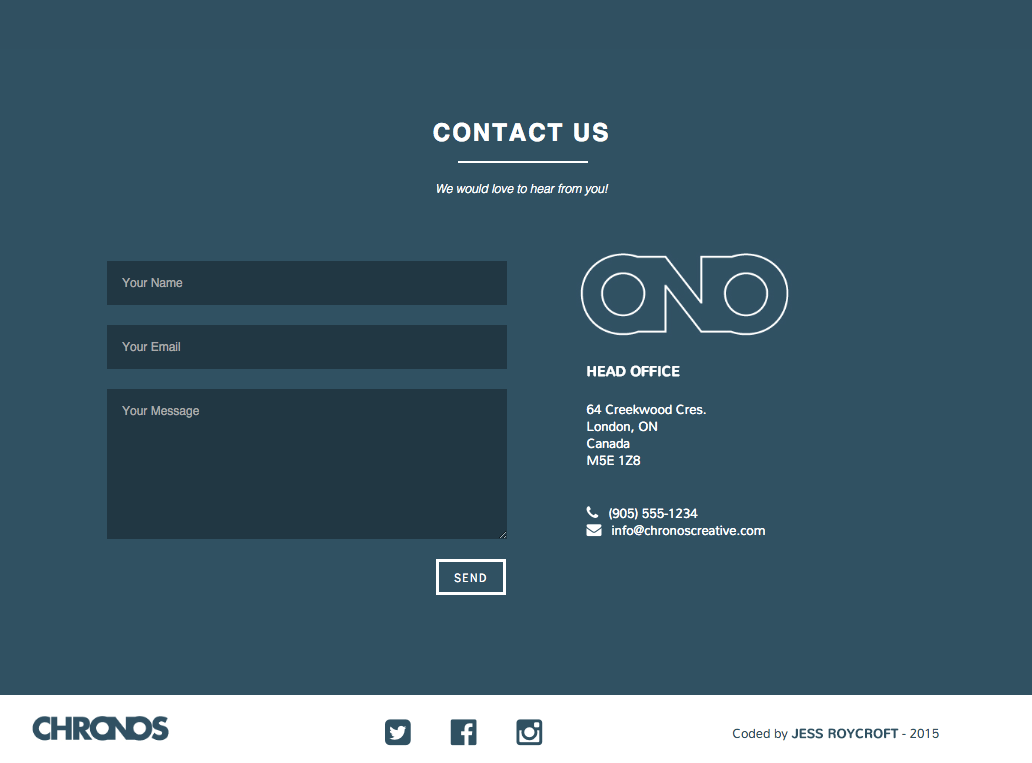 CONTACT US
We would love to hear from you!
Your Name
Your Email
Your Message
SEND
ONO
HEAD OFFICE
64 Creekwood Cres.
London, ON
Canada
M5E 1Z8
(905) 555-1234
info@chronoscreative.com
CHRONOS
Coded by JESS ROYCROFT - 2015